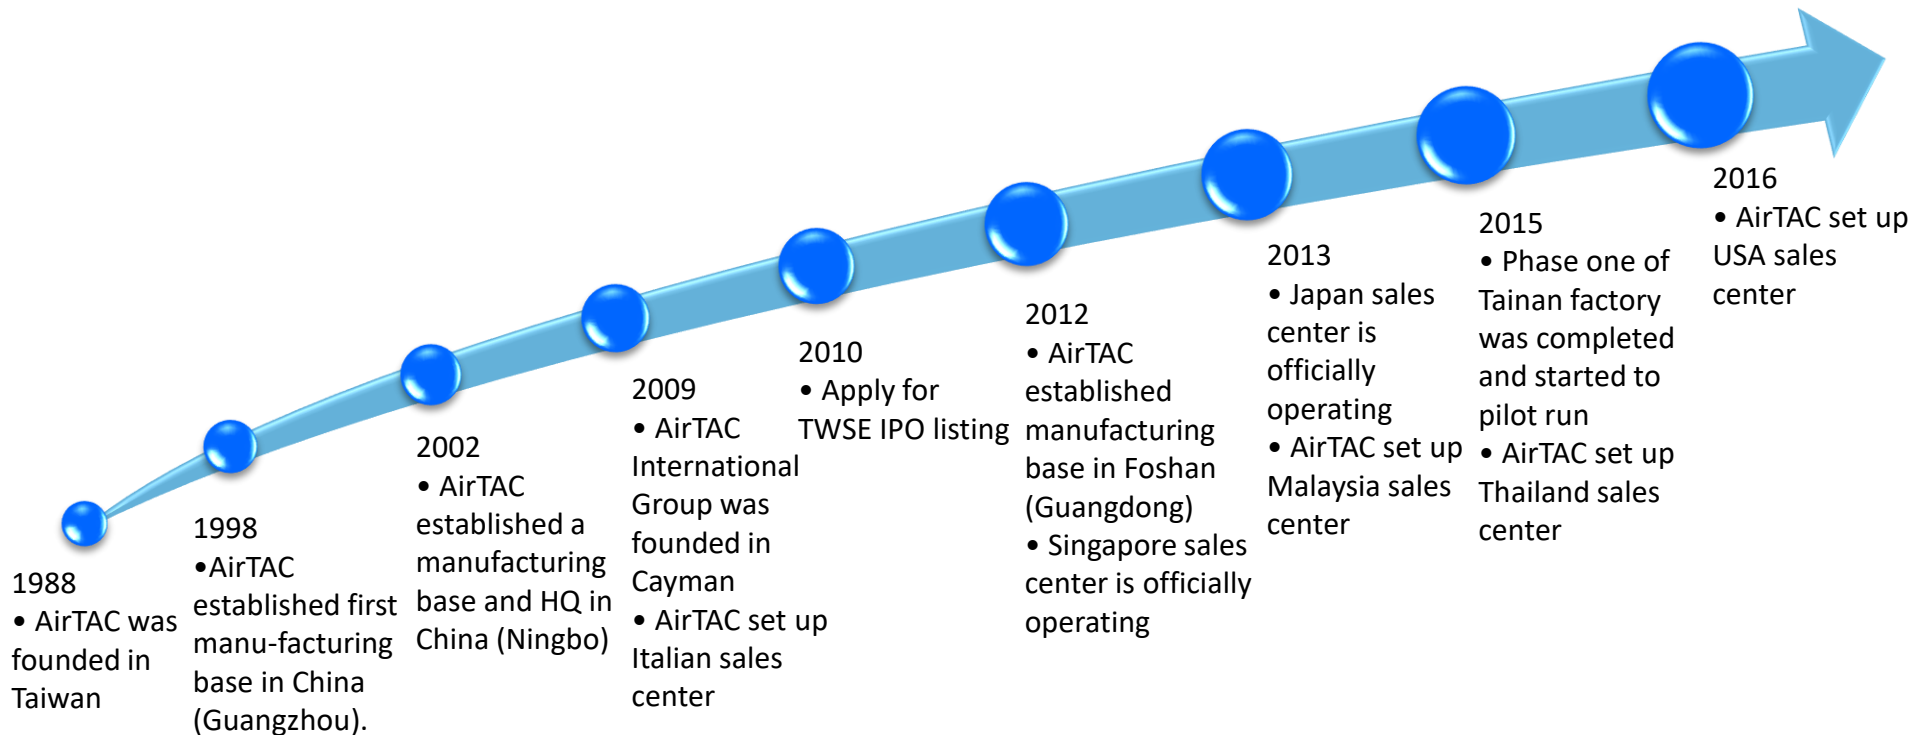 1988
• AirTAC was
founded in
Taiwan
1998
•AirTAC
established first
manu-facturing
base in China
(Guangzhou).
2002
• AirTAC
established a
manufacturing
base and HQ in
China (Ningbo)
2009
• AirTAC
International
Group was
founded in
Cayman
• AirTAC set up
Italian sales
center
2010
• Apply for
TWSE IPO listing
2012
• AirTAC
established
manufacturing
base in Foshan
(Guangdong)
• Singapore sales
center is officially
operating
2013
• Japan sales
center is
officially
operating
• AirTAC set up
Malaysia sales
center
2015
• Phase one of
Tainan factory
was completed
and started to
pilot run
• AirTAC set up
Thailand sales
center
2016
• AirTAC set up
USA sales
center